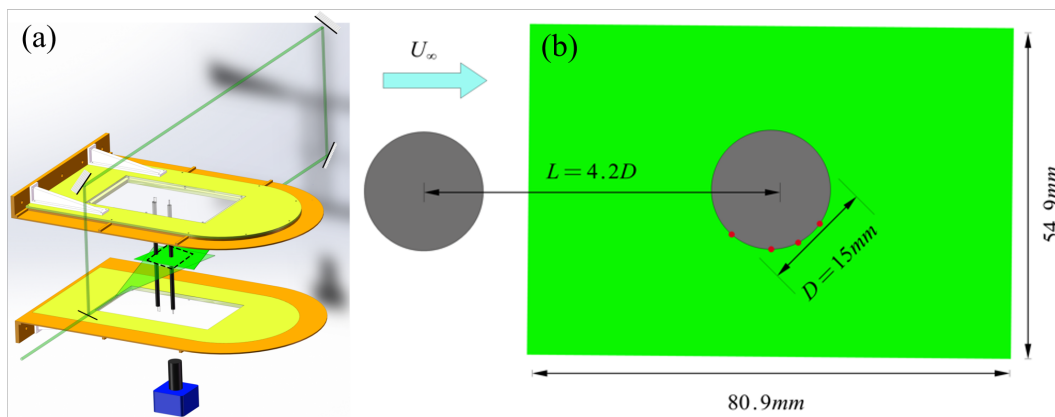 (a)
(b)
U∞
L = 4.2D
D = 15mm
54.9mm
80.9mm